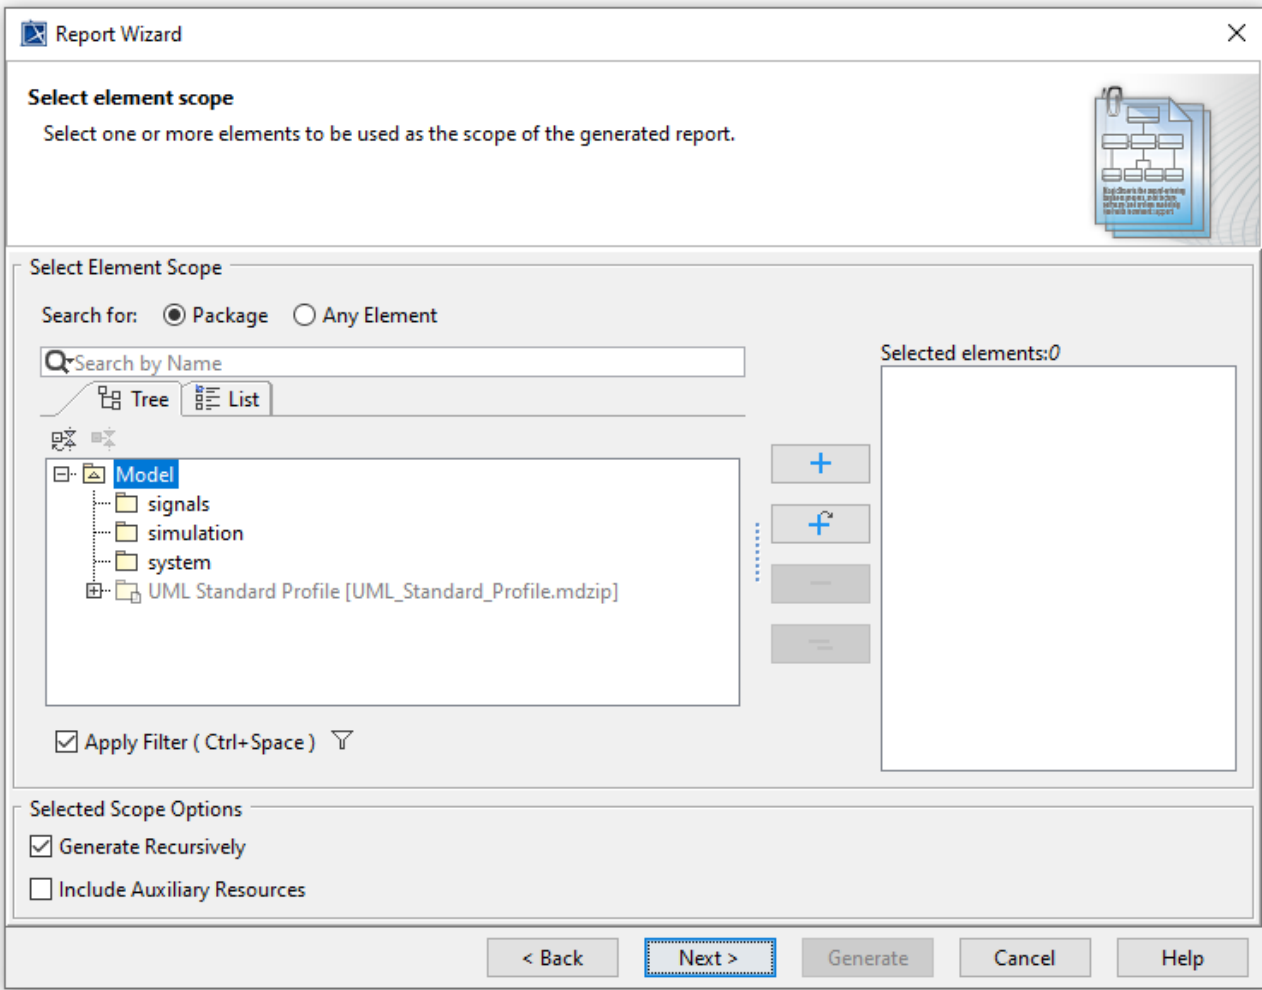 Report Wizard
Select element scope
Select one or more elements to be used as the scope of the generated report.
Select Element Scope
Search for: Package Any Element
Search by Name
Selected elements:0
Tree List
Model
signals
simulation
system
UML Standard Profile [UML_Standard_Profile.mdzip]
Apply Filter ( Ctrl+Space )
Selected Scope Options
Generate Recursively
Include Auxiliary Resources
< Back Next > Generate Cancel Help